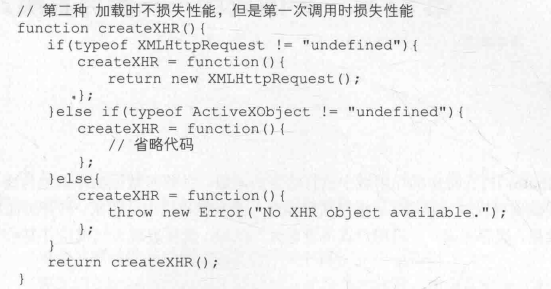 // 第二种 加载时不损失性能，但是第一次调用时损失性能
function createXHR(){
    if(typeof XMLHttpRequest != "undefined"){
        createXHR = function(){
            return new XMLHttpRequest();
        };
    }else if(typeof ActiveXObject != "undefined"){
        createXHR = function(){
            // 省略代码
        };
    }else{
        createXHR = function(){
            throw new Error("No XHR object available.");
        };
    }
    return createXHR();
}